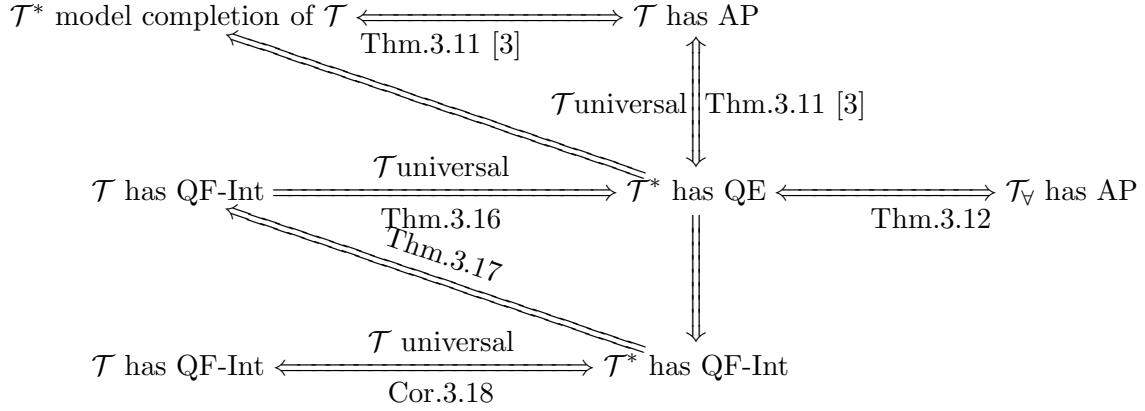 𝒯* model completion of 𝒯 𝒯 has AP
Thm.3.11 [3]
𝒯universal Thm.3.11 [3]
𝒯universal
𝒯 has QF-Int 𝒯* has QE 𝒯∀ has AP
Thm.3.16 Thm.3.12
Thm.3.17
𝒯 universal
𝒯 has QF-Int 𝒯* has QF-Int
Cor.3.18